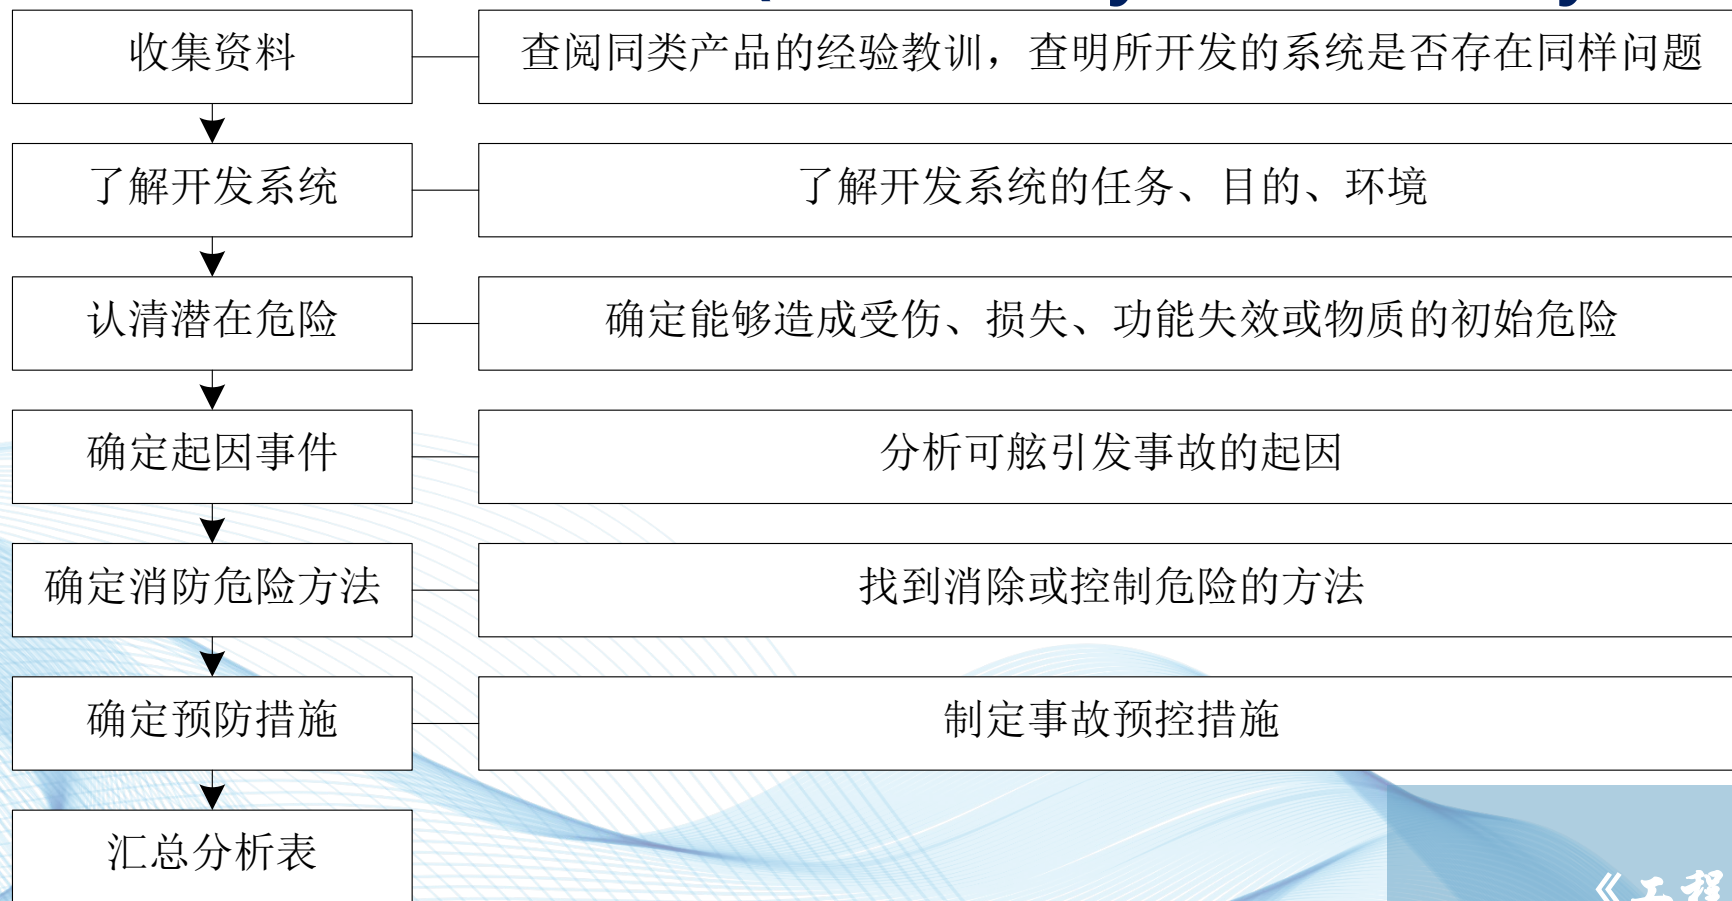 收集资料
查阅同类产品的经验教训，查明所开发的系统是否存在同样问题
了解开发系统
了解开发系统的任务、目的、环境
认清潜在危险
确定能够造成受伤、损失、功能失效或物质的初始危险
确定起因事件
分析可舷引发事故的起因
确定消防危险方法
找到消除或控制危险的方法
确定预防措施
制定事故预控措施
汇总分析表
《工程